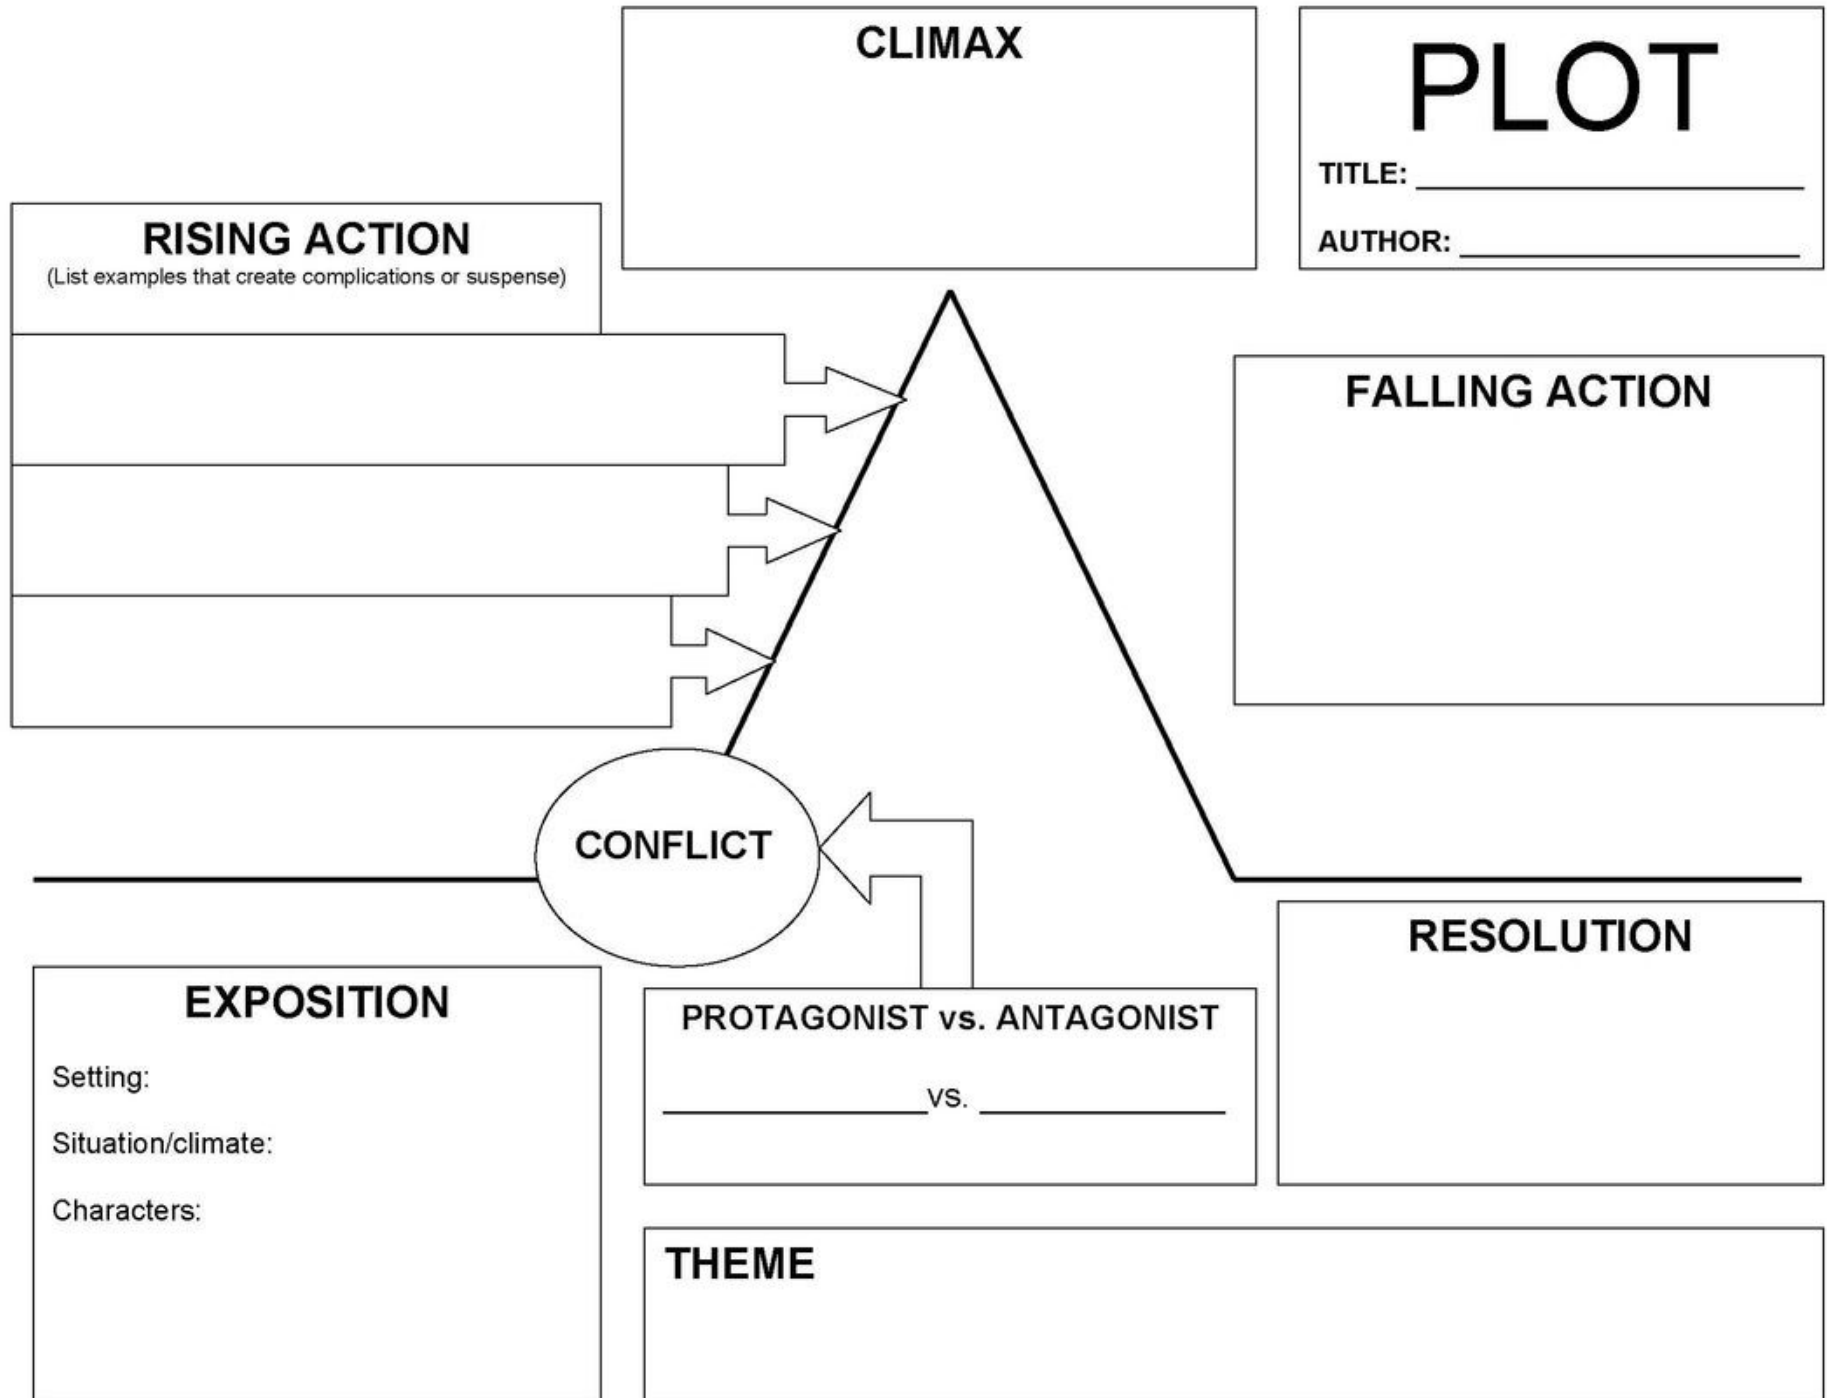 CLIMAX
PLOT
TITLE:
AUTHOR:
RISING ACTION
(List examples that create complications or suspense)
FALLING ACTION
CONFLICT
EXPOSITION
Setting:
Situation/climate:
Characters:
PROTAGONIST vs. ANTAGONIST
vs.
RESOLUTION
THEME